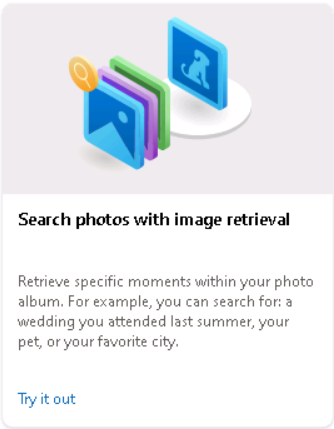 Search photos with image retrieval
Retrieve specific moments within your photo
album. For example, you can search for: a
wedding you attended last summer, your
pet, or your favorite city.
Try it out